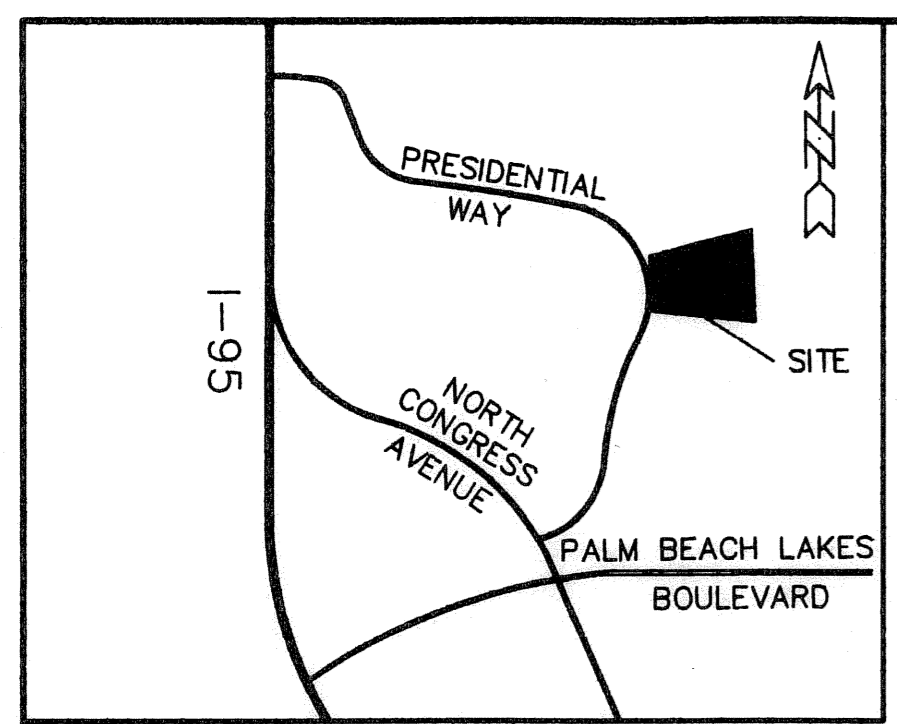 N
PRESIDENTIAL
WAY
I-95
SITE
NORTH
CONGRESS
AVENUE
PALM BEACH LAKES
BOULEVARD